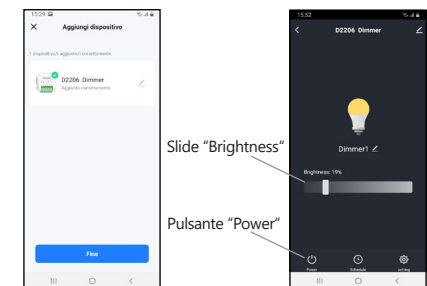 15:29
Aggiungi dispositivo
1 dispositivo/i aggiunto/i correttamente
D2206 Dimmer
Aggiunto correttamente
Fine
Slide “Brightness“
Pulsante “Power“
15:52
D2206 Dimmer
Dimmer1
Brightness: 19%
Power
Schedule
setting